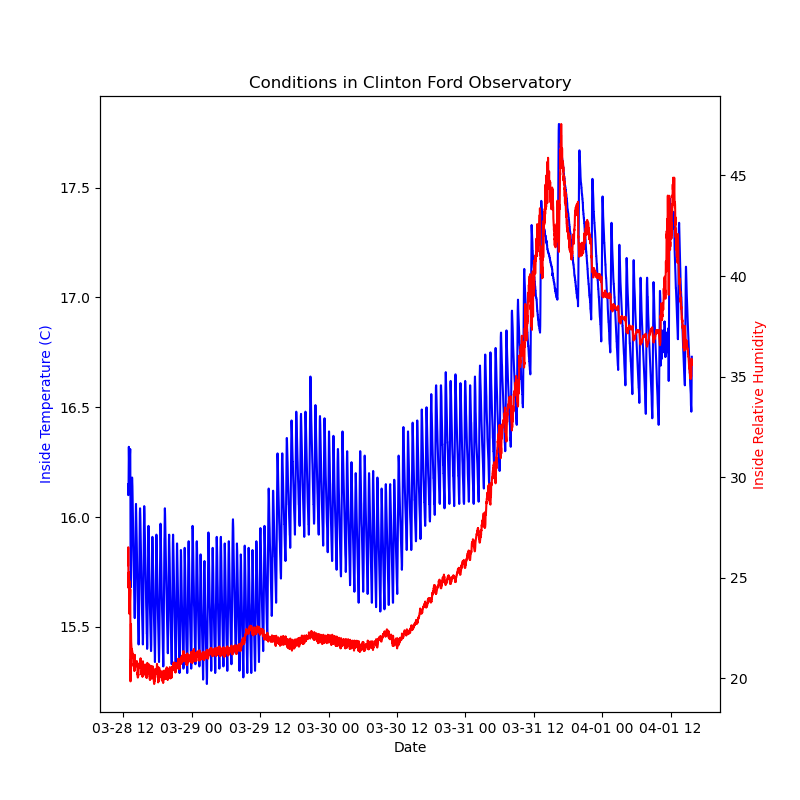 Conditions in Clinton Ford Observatory
Inside Temperature (C)
17.5
17.0
16.5
16.0
15.5
45
40
35
30
25
20
Inside Relative Humidity
03-28 12 03-29 00 03-29 12 03-30 00 03-30 12 03-31 00 03-31 12 04-01 00 04-01 12
Date